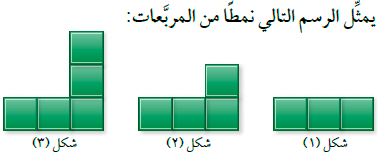 يمثِّل الرسم التالي نمطًا من المربَّعات:
شكل (١)
شكل (٢)
شكل (٣)